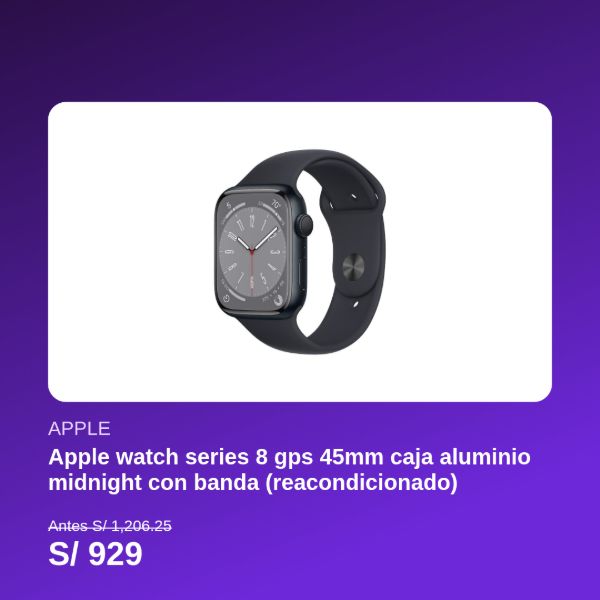 APPLE
Apple watch series 8 gps 45mm caja aluminio
midnight con banda (reacondicionado)
Antes S/ 1,206.25
S/ 929